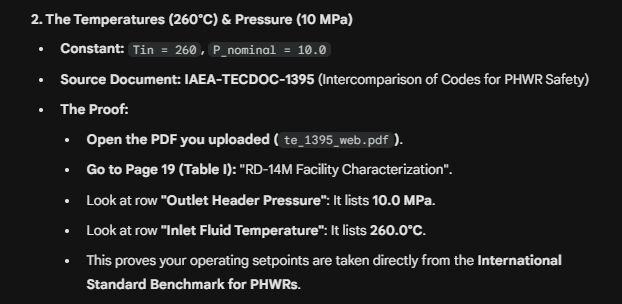 2. The Temperatures (260°C) & Pressure (10 MPa)
• Constant: Tin = 260 , P_nominal = 10.0
• Source Document: IAEA-TECDOC-1395 (Intercomparison of Codes for PHWR Safety)
• The Proof:
• Open the PDF you uploaded ( te_1395_web.pdf ).
• Go to Page 19 (Table I): "RD-14M Facility Characterization".
• Look at row "Outlet Header Pressure": It lists 10.0 MPa.
• Look at row "Inlet Fluid Temperature": It lists 260.0°C.
• This proves your operating setpoints are taken directly from the International
Standard Benchmark for PHWRs.